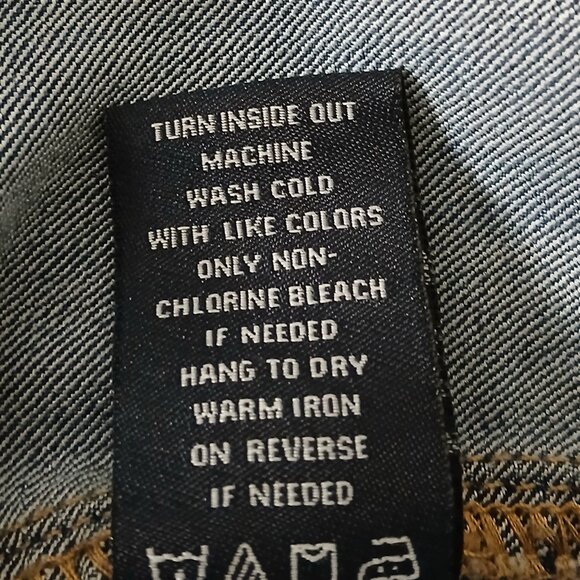 TURN INSIDE OUT
MACHINE
WASH COLD
WITH LIKE COLORS
ONLY NON-
CHLORINE BLEACH
IF NEEDED
HANG TO DRY
WARM IRON
ON REVERSE
IF NEEDED